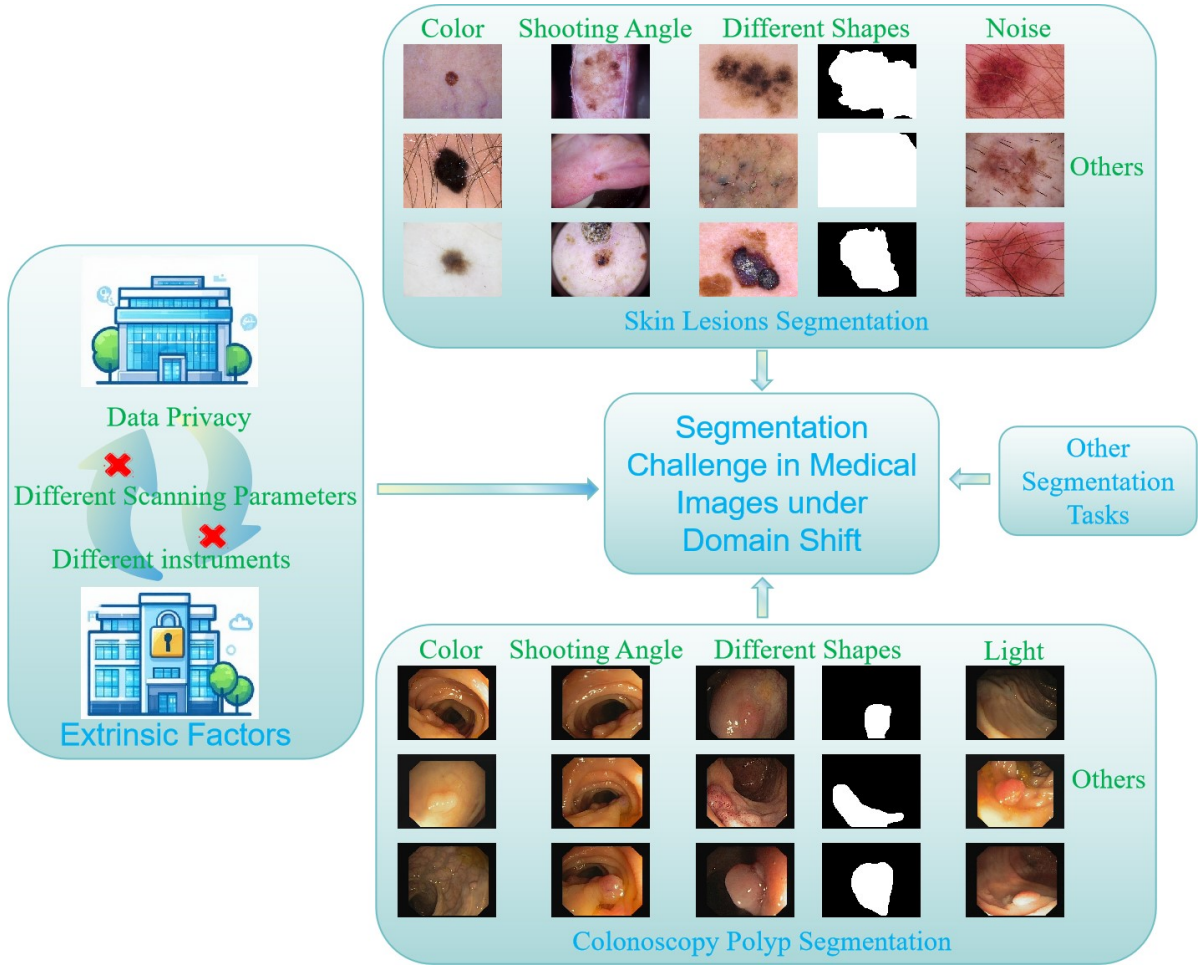 Color Shooting Angle Different Shapes Noise
Others
Skin Lesions Segmentation
Data Privacy
Different Scanning Parameters
Different instruments
Extrinsic Factors
Segmentation
Challenge in Medical
Images under
Domain Shift
Other
Segmentation
Tasks
Color Shooting Angle Different Shapes Light
Others
Colonoscopy Polyp Segmentation